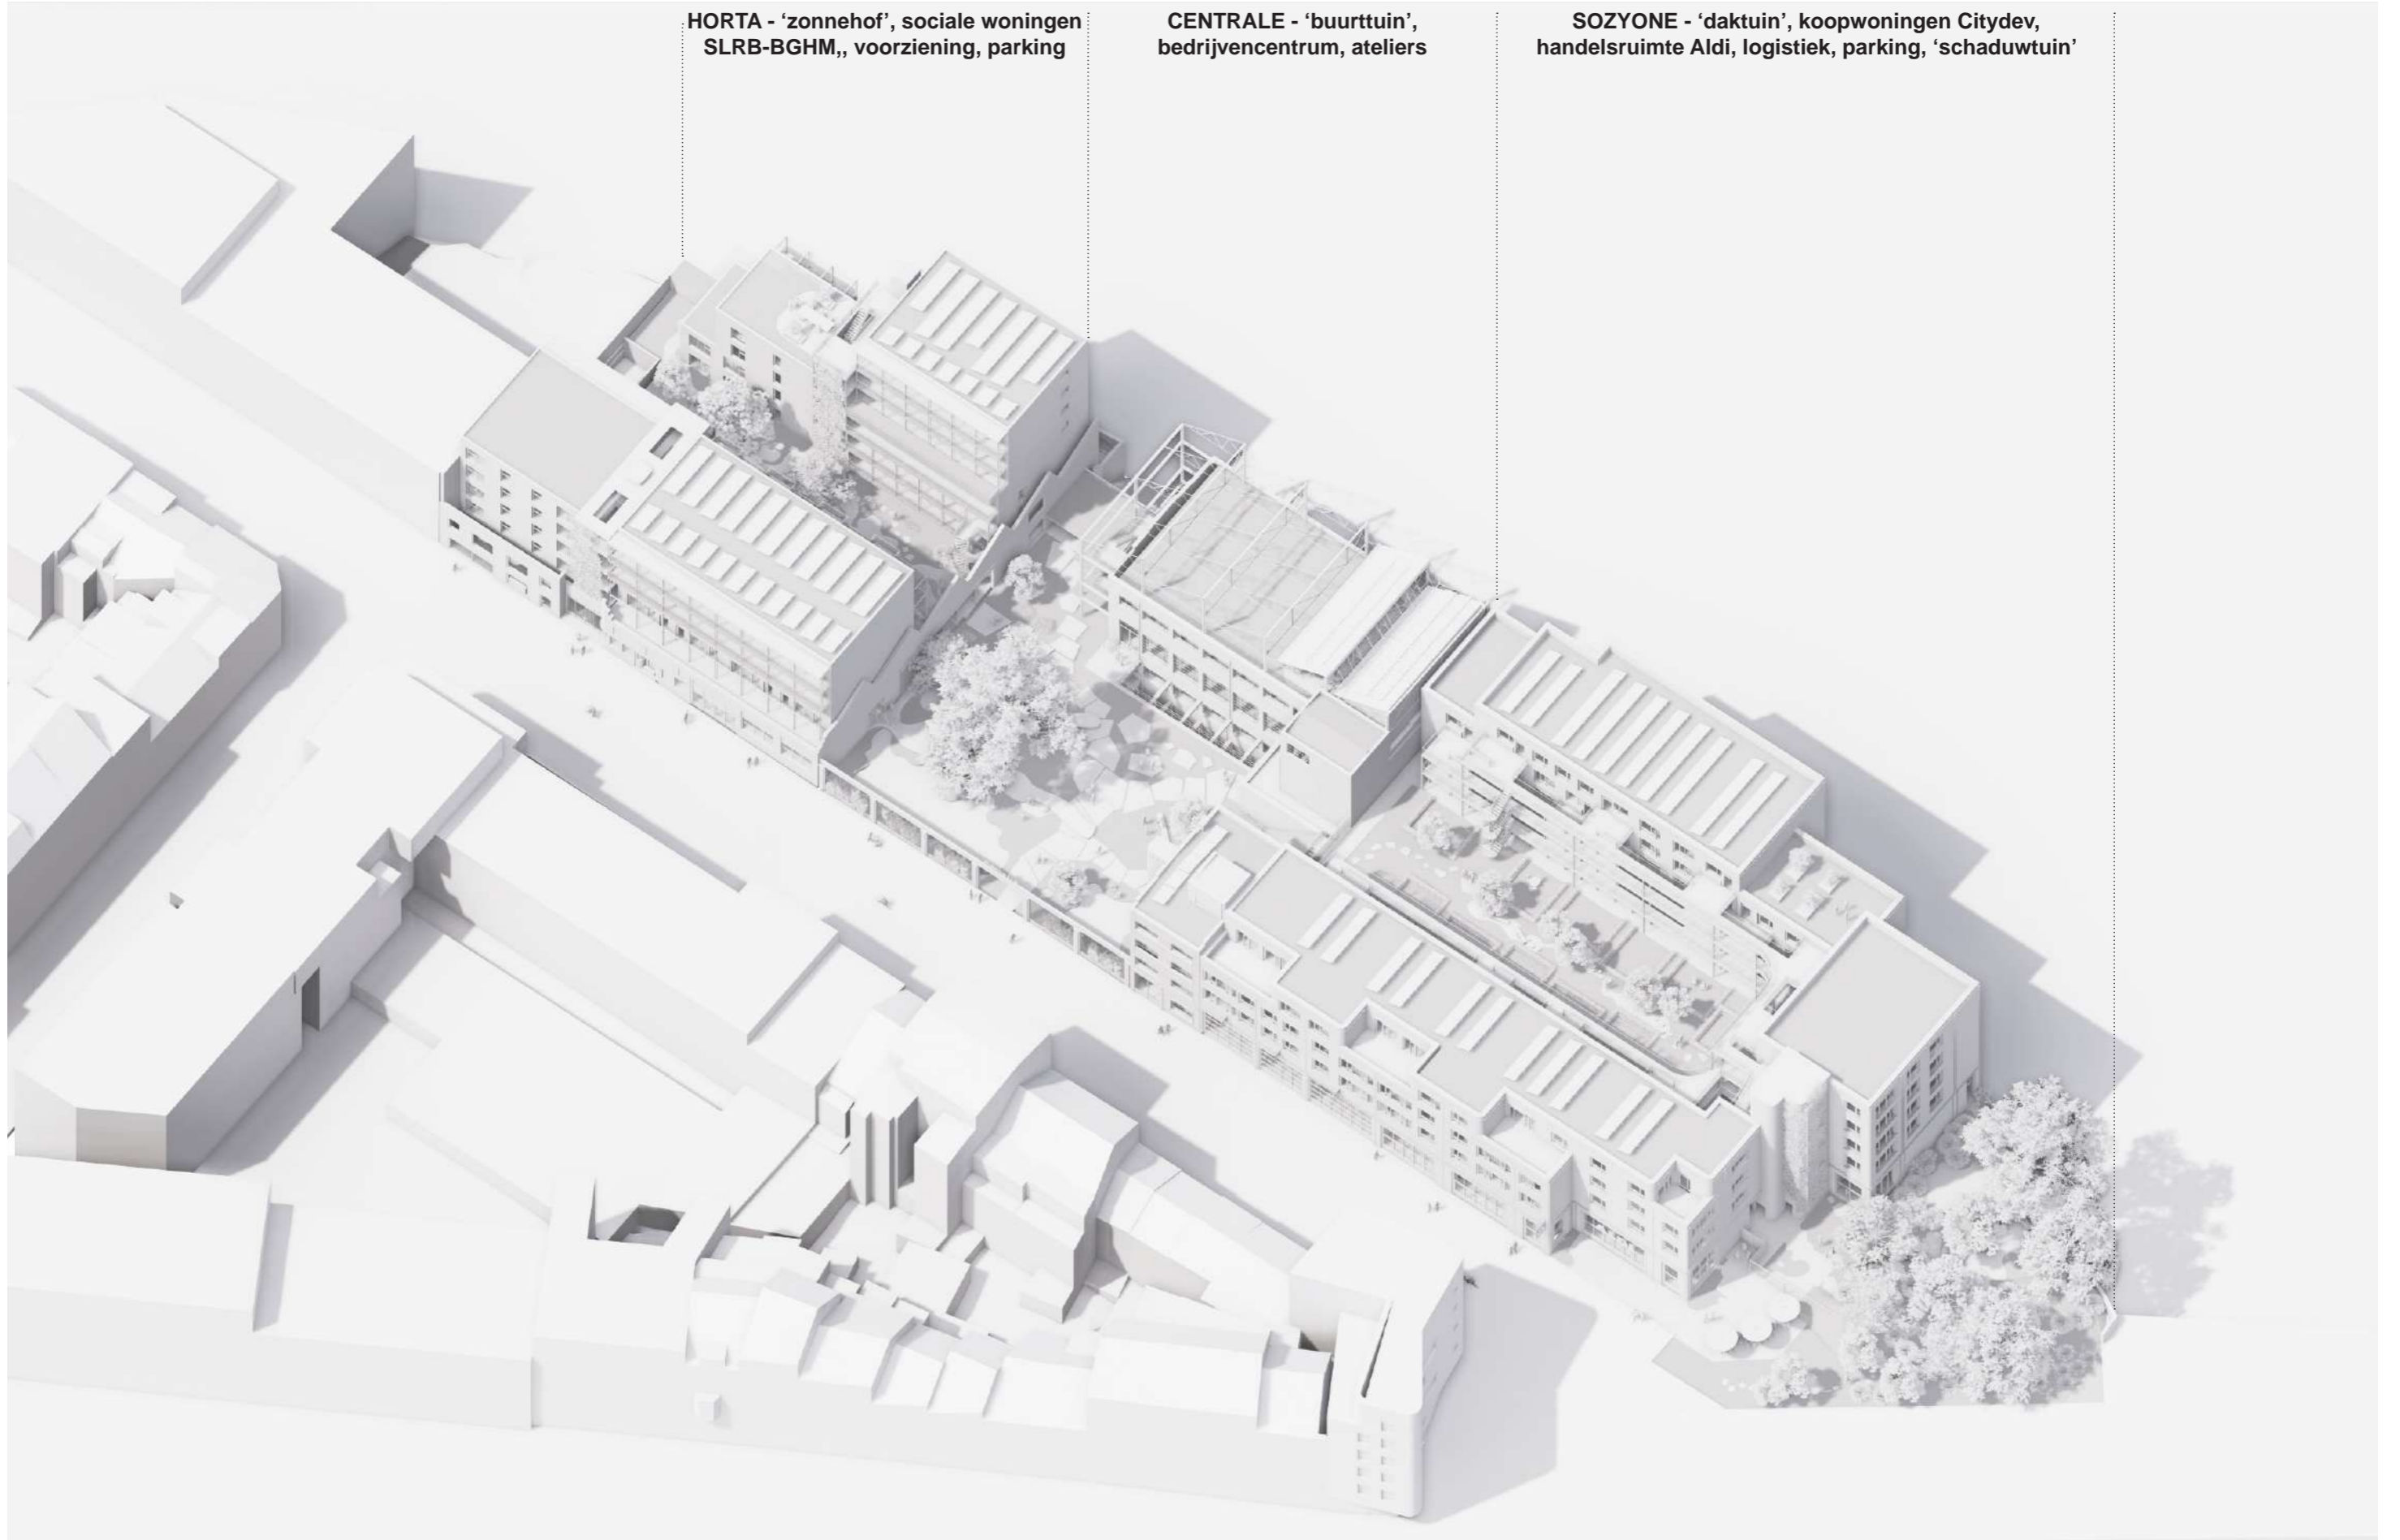 HORTA - ‘zonnehof’, sociale woningen
SLRB-BGHM,, voorziening, parking
CENTRALE - ‘buurttuin’,
bedrijvencentrum, ateliers
SOZYONE - ‘daktuin’, koopwoningen Citydev,
handelsruimte Aldi, logistiek, parking, ‘schaduwtuin’